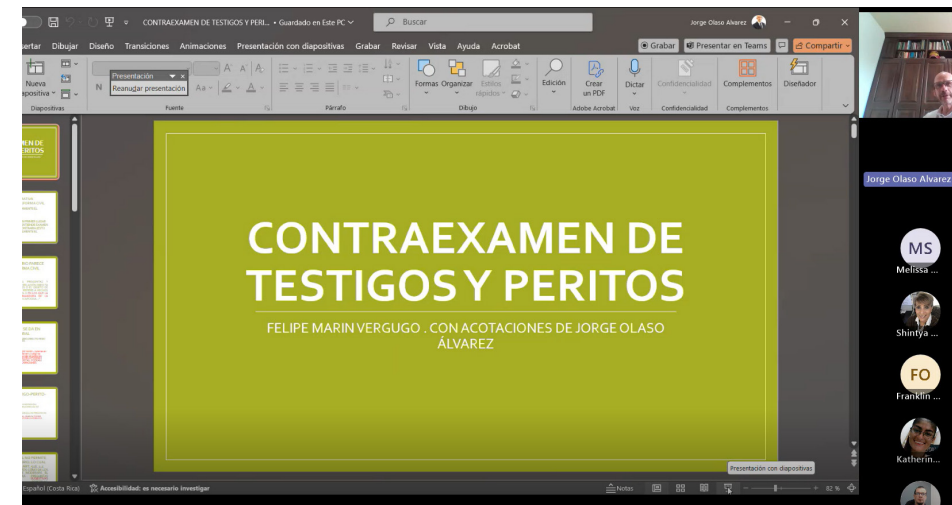 CONTRAEXAMEN DE TESTIGOS Y PERI... • Guardado en Este PC
Buscar
Jorge Olaso Alvarez
ertar Dibujar Diseño Transiciones Animaciones Presentación con diapositivas Grabar Revisar Vista Ayuda Acrobat
Grabar Presentar en Teams Compartir
Nueva
apositiva
Diapositivas
Presentación
Reanudar presentación
N
Aa
Fuente
Párrafo
Formas Organizar Estilos
rápidos
Dibujo
Edición
Crear
un PDF
Adobe Acrobat
Dictar
Voz
Confidencialidad
Confidencialidad
Complementos
Complementos
Diseñador
CONTRAEXAMEN DE
TESTIGOS Y PERITOS
FELIPE MARIN VERGUGO . CON ACOTACIONES DE JORGE OLASO
ÁLVAREZ
Presentación con diapositivas
Español (Costa Rica) Accesibilidad: es necesario investigar
Notas
82 %
Jorge Olaso Alvarez
MS
Melissa ...
Shintya ...
FO
Franklin ...
Katherin...